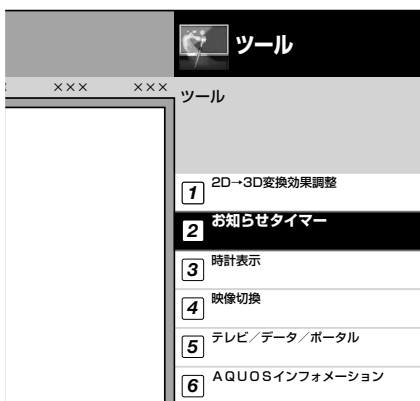 ツール
××× ×××
ツール
1 2D→3D変換効果調整
2 お知らせタイマー
3 時計表示
4 映像切換
5 テレビ／データ／ポータル
6 AQUOSインフォメーション